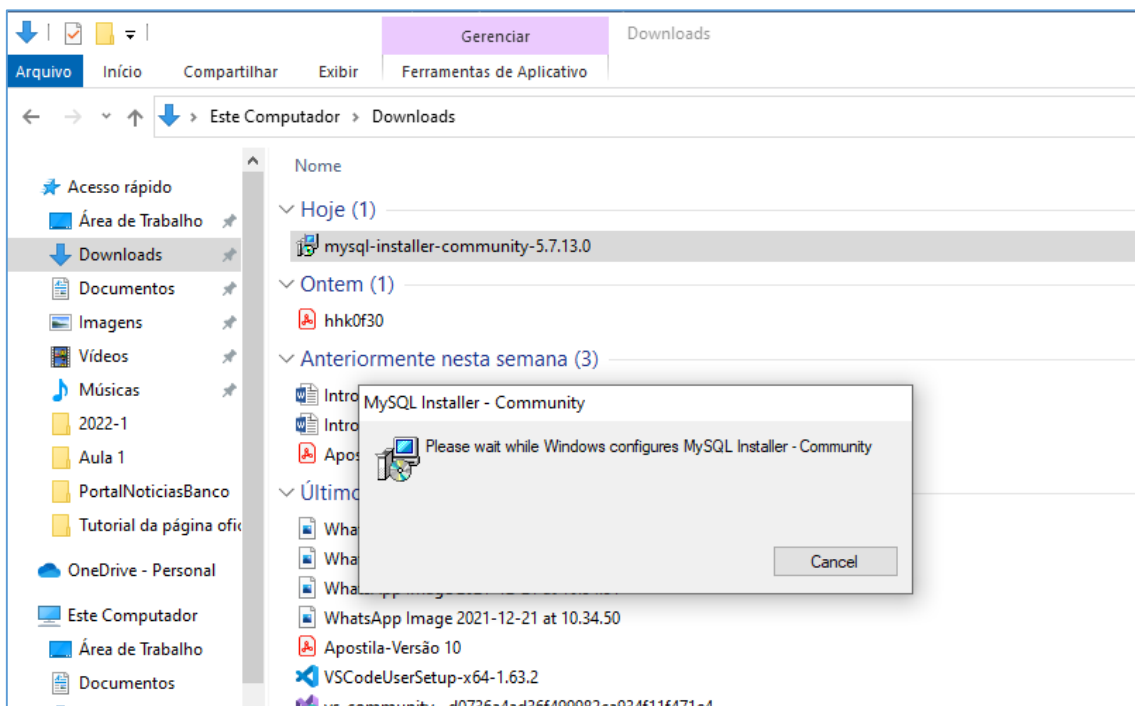 Gerenciar
Downloads
Arquivo
Início
Compartilhar
Exibir
Ferramentas de Aplicativo
Este Computador
Downloads
Acesso rápido
Área de Trabalho
Downloads
Documentos
Imagens
Vídeos
Músicas
2022-1
Aula 1
PortalNoticiasBanco
Tutorial da página ofi
OneDrive - Personal
Este Computador
Área de Trabalho
Documentos
Nome
Hoje (1)
mysql-installer-community-5.7.13.0
Ontem (1)
hhk0f30
Anteriormente nesta semana (3)
Intro
Intro
Apos
Último
MySQL Installer - Community
Please wait while Windows configures MySQL Installer - Community
Cancel
What
Wha
Wha
WhatsApp Image 2021-12-21 at 10.34.50
Apostila-Versão 10
VSCodeUserSetup-x64-1.63.2